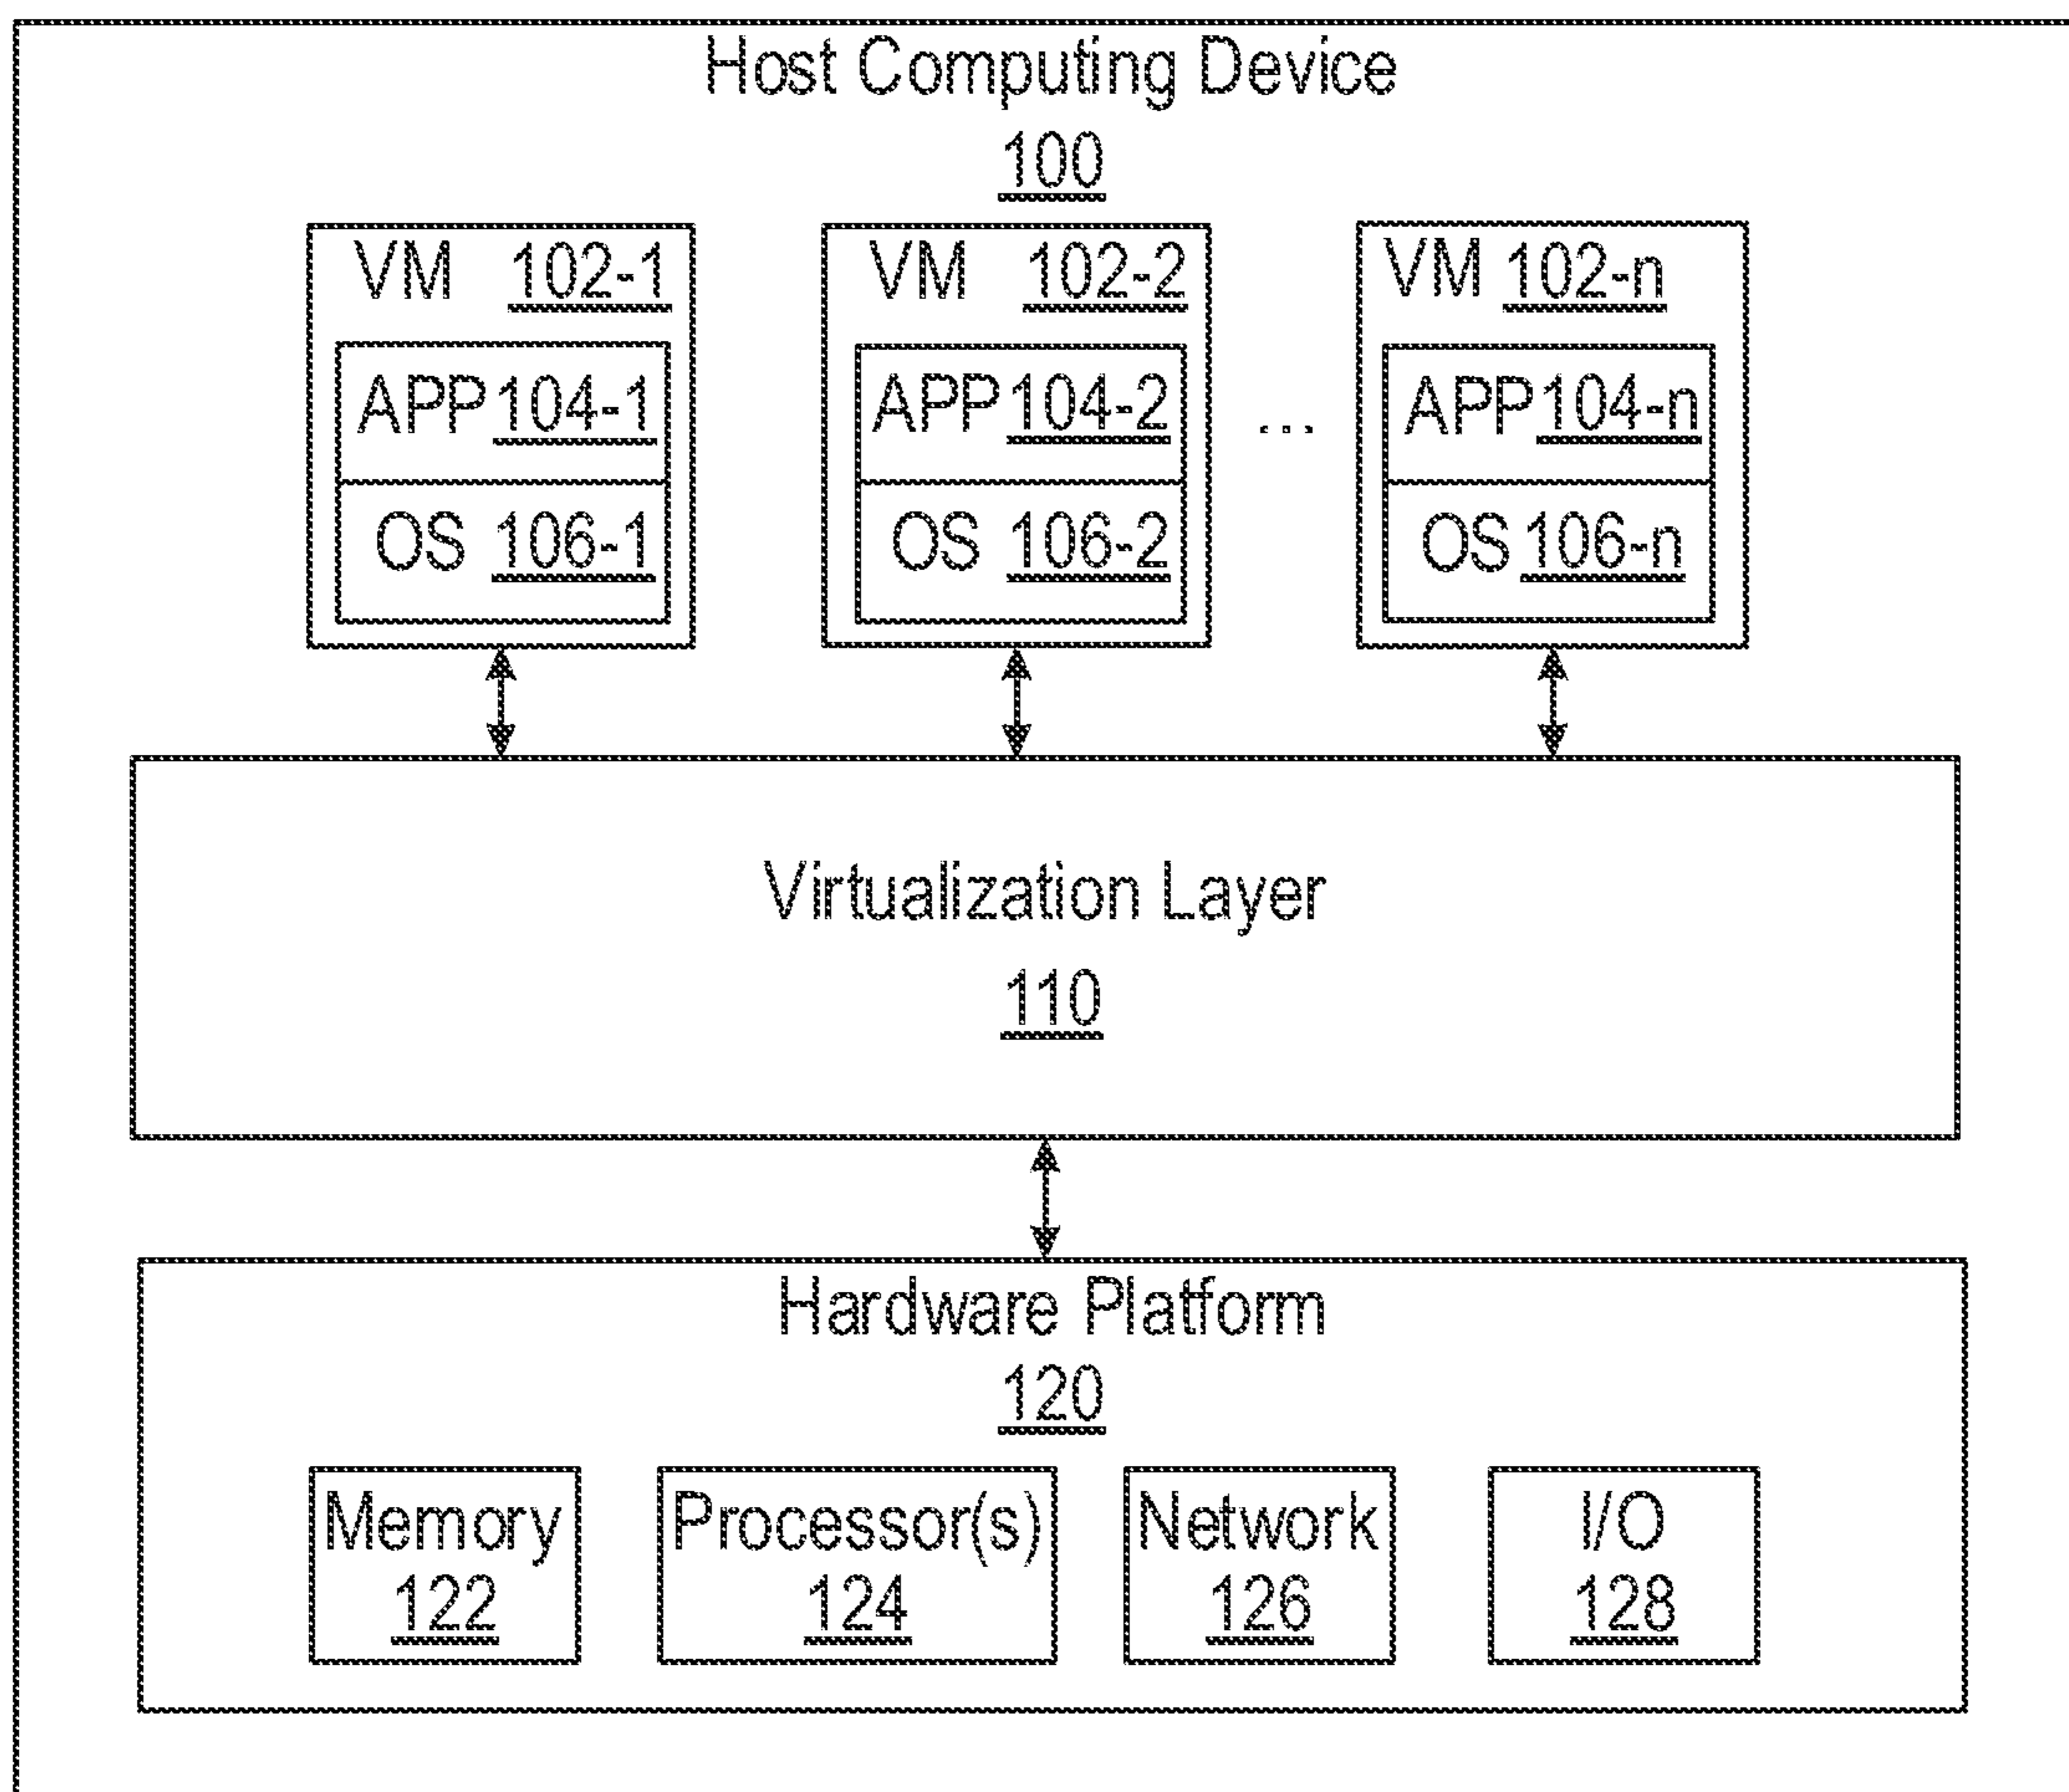 Host Computing Device
100
VM 102-1 VM 102-2 VM 102-n
APP 104-1 APP 104-2 ... APP 104-n
OS 106-1 OS 106-2 OS 106-n
Virtualization Layer
110
Hardware Platform
120
Memory Processor(s) Network I/O
122 124 126 128